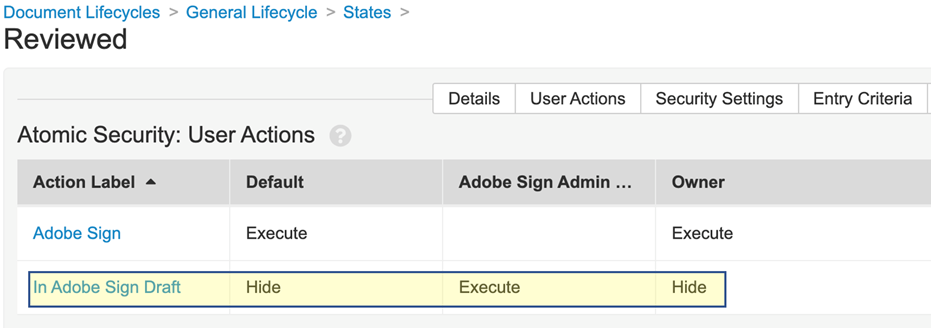 Document Lifecycles > General Lifecycle > States >
Reviewed
Details User Actions Security Settings Entry Criteria
Atomic Security: User Actions ?
Action Label Default Adobe Sign Admin ... Owner
Adobe Sign Execute Execute
In Adobe Sign Draft Hide Execute Hide